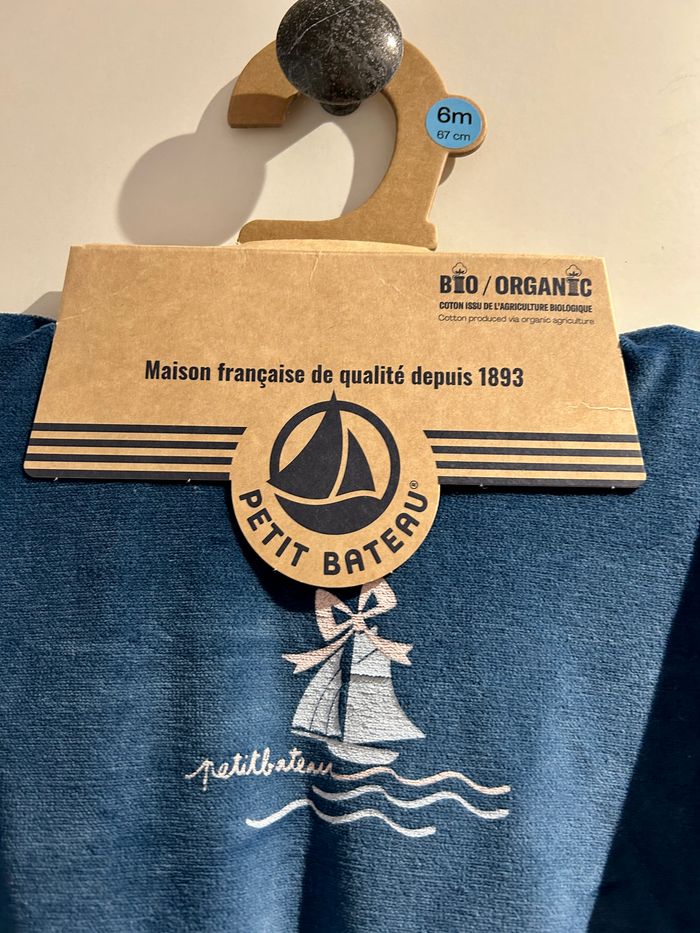 6m
67 cm
BIO / ORGANIC
COTON ISSU DE L'AGRICULTURE BIOLOGIQUE
Cotton produced via organic agriculture
Maison française de qualité depuis 1893
PETIT BATEAU®
petitbateau